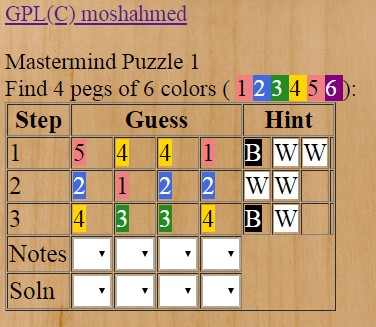 GPL(C) moshahmed
Mastermind Puzzle 1
Find 4 pegs of 6 colors ( 1 2 3 4 5 6 ):
Step Guess Hint
1 5 4 4 1 B W W
2 2 1 2 2 W W
3 4 3 3 4 B W
Notes
Soln